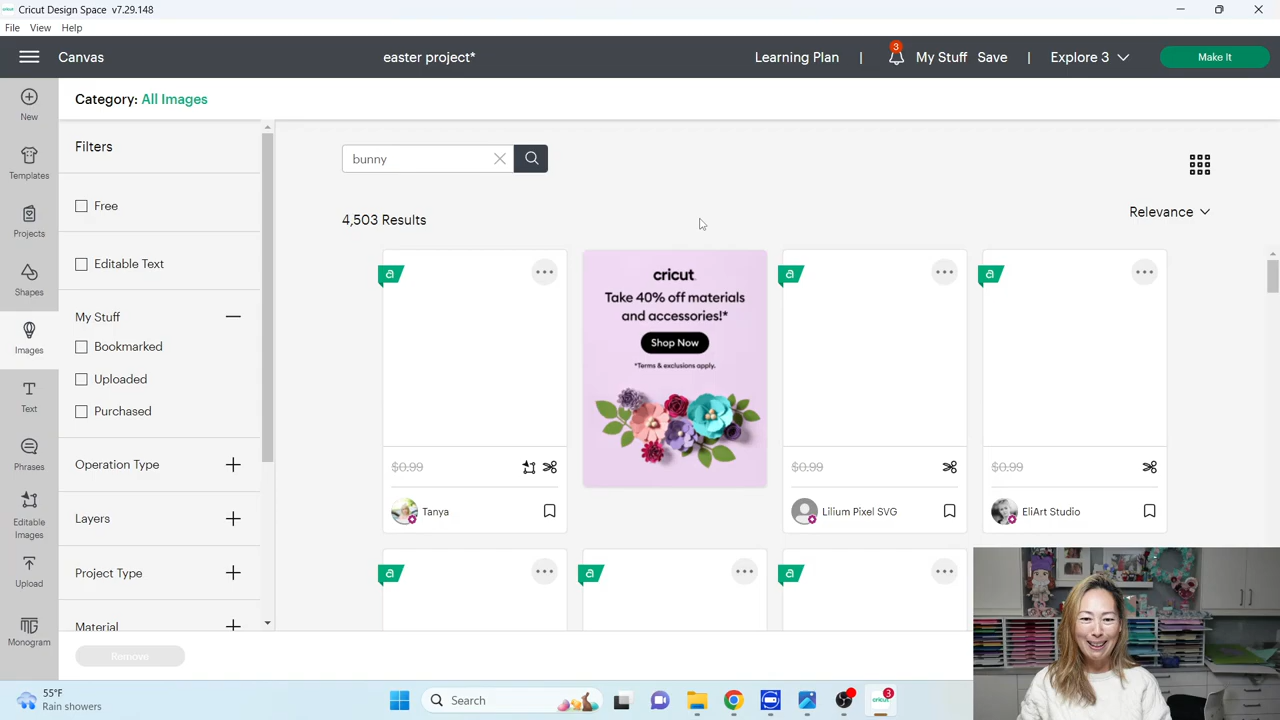 Cricut Design Space v7.29.148
File View Help
Canvas
easter project*
Learning Plan | 3 My Stuff Save | Explore 3 Make It
Category: All Images
New
Templates
Projects
Shapes
Images
Text
Phrases
Editable
Images
Upload
Monogram
Filters
Free
Editable Text
My Stuff
Bookmarked
Uploaded
Purchased
Operation Type
Layers
Project Type
Material
Remove
bunny
4,503 Results
Relevance
a
$0.99
Tanya
cricut
Take 40% off materials
and accessories!*
Shop Now
*Terms & exclusions apply.
a
$0.99
Lilium Pixel SVG
a
$0.99
EliArt Studio
a
a
a
55°F
Rain showers
Search
cricut
3